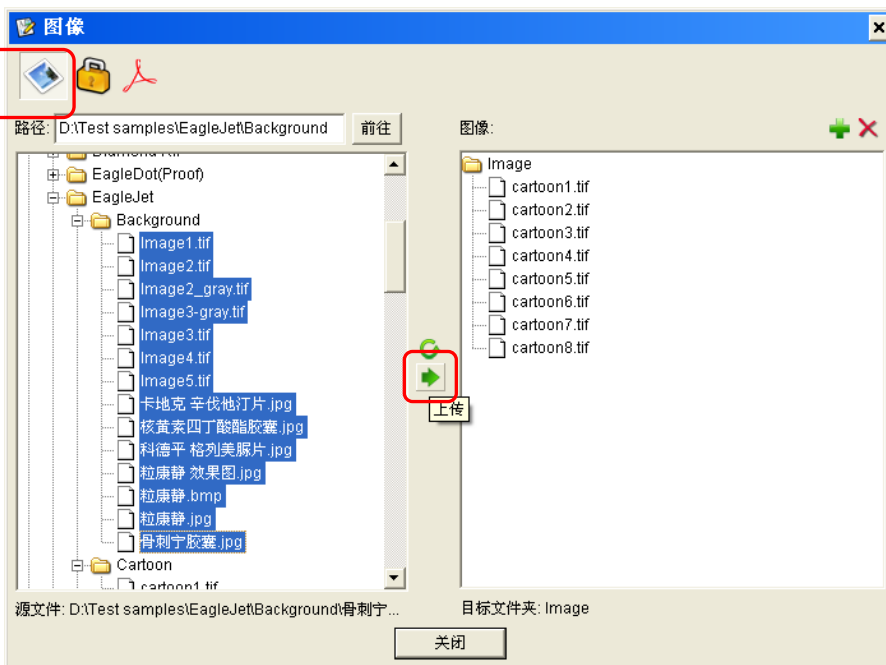 图像
路径: D:\Test samples\EagleJet\Background 前往
EagleDot(Proof)
EagleJet
Background
Image1.tif
Image2.tif
Image2_gray.tif
Image3-gray.tif
Image3.tif
Image4.tif
Image5.tif
卡地克 辛伐他汀片.jpg
核黄素四丁酸酯胶囊.jpg
科德平 格列美脲片.jpg
粒康静 效果图.jpg
粒康静.bmp
粒康静.jpg
骨刺宁胶囊.jpg
Cartoon
cartoon1.tif
源文件: D:\Test samples\EagleJet\Background\骨刺宁...
上传
图像:
Image
cartoon1.tif
cartoon2.tif
cartoon3.tif
cartoon4.tif
cartoon5.tif
cartoon6.tif
cartoon7.tif
cartoon8.tif
目标文件夹: Image
关闭